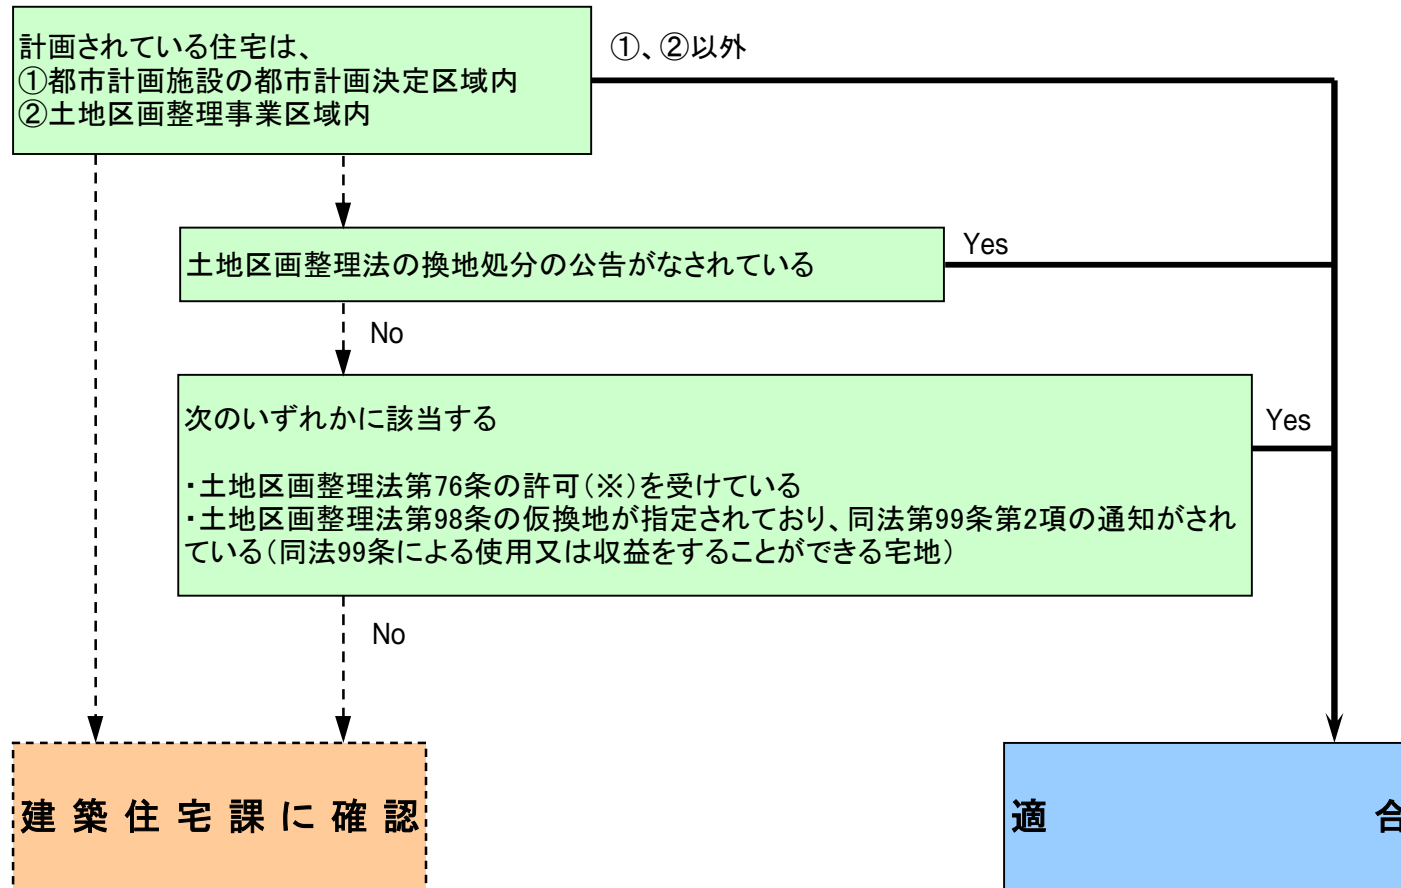 計画されている住宅は、
①都市計画施設の都市計画決定区域内
②土地区画整理事業区域内
①、②以外
土地区画整理法の換地処分の公告がなされている
Yes
No
次のいずれかに該当する
・土地区画整理法第76条の許可(※)を受けている
・土地区画整理法第98条の仮換地が指定されており、同法第99条第2項の通知がされ
ている(同法99条による使用又は収益をすることができる宅地)
Yes
No
建築住宅課に確認
適合